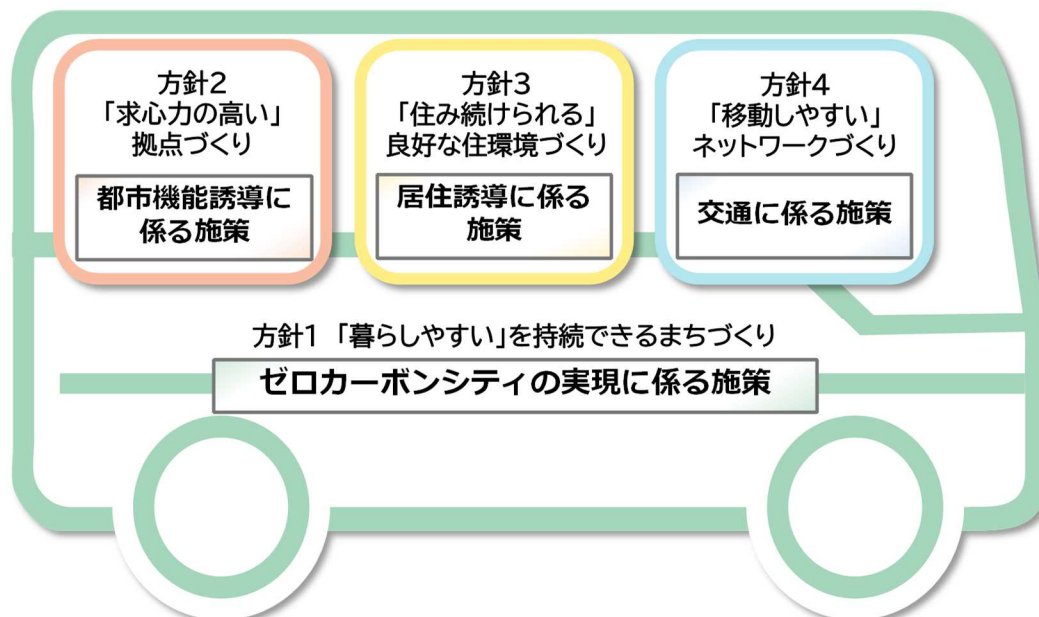 方針2
「求心力の高い」
拠点づくり
都市機能誘導に
係る施策
方針3
「住み続けられる」
良好な住環境づくり
居住誘導に係る
施策
方針4
「移動しやすい」
ネットワークづくり
交通に係る施策
方針1 「暮らしやすい」を持続できるまちづくり
ゼロカーボンシティの実現に係る施策